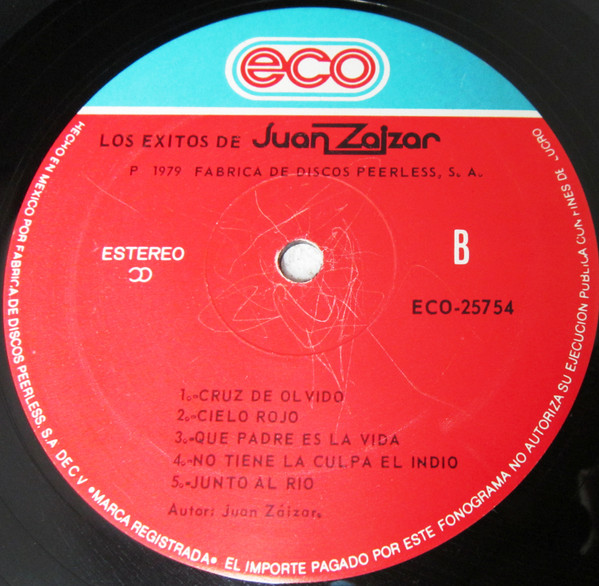 eco
LOS EXITOS DE Juan Zaizar
P 1979 FABRICA DE DISCOS PEERLESS, S. A.
ESTEREO
B
ECO-25754
1.-CRUZ DE OLVIDO
2.-CIELO ROJO
3.-QUE PADRE ES LA VIDA
4.-NO TIENE LA CULPA EL INDIO
5.-JUNTO AL RIO
Autor: Juan Záizar.
HECHO EN MEXICO POR FABRICA DE DISCOS PEERLESS, S.A. DE C V •MARCA REGISTRADA• EL IMPORTE PAGADO POR ESTE FONOGRAMA NO AUTORIZA SU EJECUCION PUBLICA CON FINES DE LUCRO